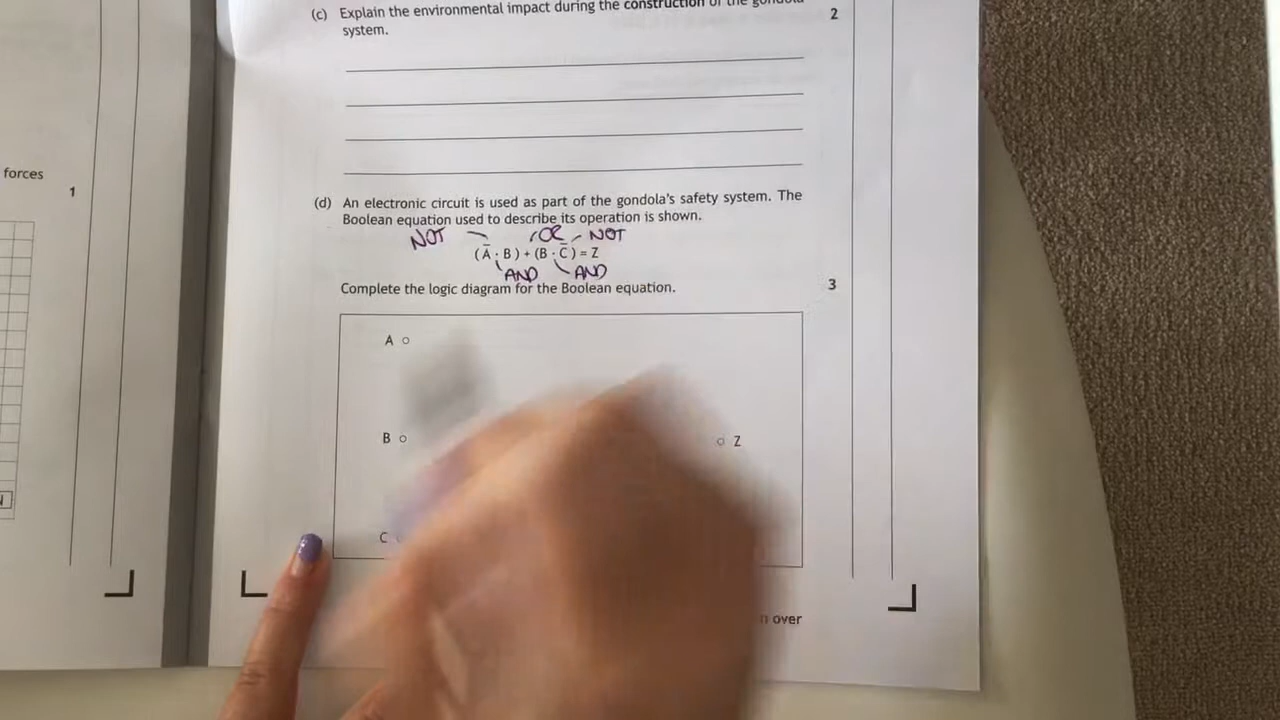 (c) Explain the environmental impact during the construction of the gondola
system.
2
forces
1
(d) An electronic circuit is used as part of the gondola's safety system. The
Boolean equation used to describe its operation is shown.
NOT OR NOT
(Ā · B) + (B · C̄) = Z
AND AND
Complete the logic diagram for the Boolean equation.
3
A
B
Z
C
over